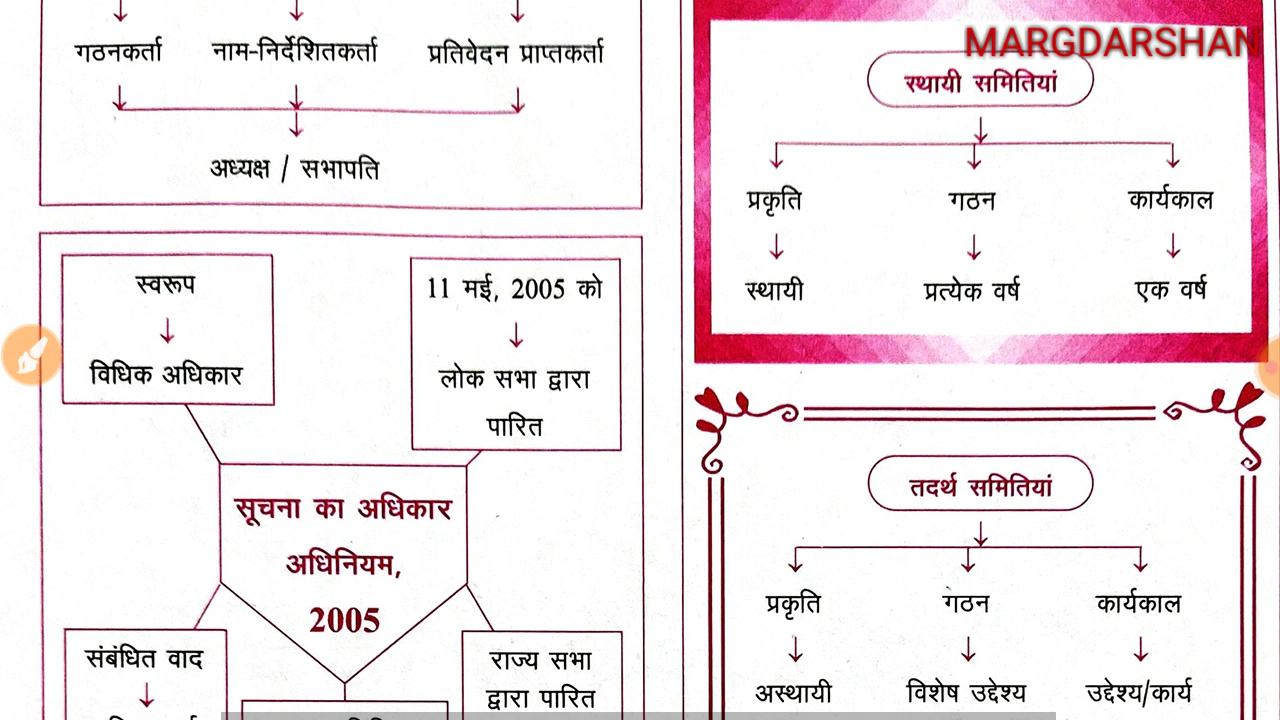 गठनकर्ता नाम-निर्देशितकर्ता प्रतिवेदन प्राप्तकर्ता
अध्यक्ष / सभापति
स्वरूप
विधिक अधिकार
11 मई, 2005 को
लोक सभा द्वारा
पारित
सूचना का अधिकार
अधिनियम,
2005
संबंधित वाद
राज्य सभा
द्वारा पारित
MARGDARSHAN
स्थायी समितियां
प्रकृति गठन कार्यकाल
स्थायी प्रत्येक वर्ष एक वर्ष
तदर्थ समितियां
प्रकृति गठन कार्यकाल
अस्थायी विशेष उद्देश्य उद्देश्य/कार्य